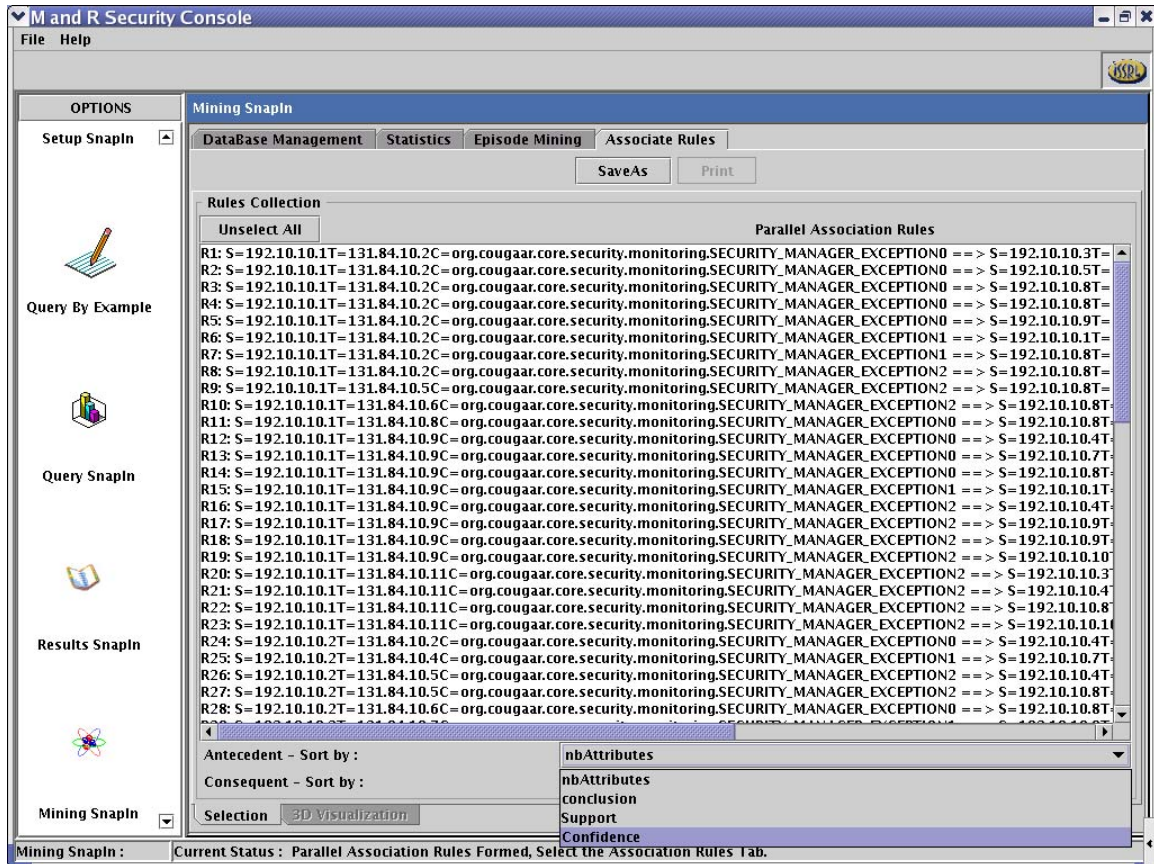 M and R Security Console
File Help
OPTIONS
Mining SnapIn
Setup SnapIn
DataBase Management Statistics Episode Mining Associate Rules
SaveAs Print
Rules Collection
Unselect All Parallel Association Rules
R1: S=192.10.10.1T=131.84.10.2C=org.cougaar.core.security.monitoring.SECURITY_MANAGER_EXCEPTION0 ==> S=192.10.10.3T=
R2: S=192.10.10.1T=131.84.10.2C=org.cougaar.core.security.monitoring.SECURITY_MANAGER_EXCEPTION0 ==> S=192.10.10.5T=
R3: S=192.10.10.1T=131.84.10.2C=org.cougaar.core.security.monitoring.SECURITY_MANAGER_EXCEPTION0 ==> S=192.10.10.8T=
R4: S=192.10.10.1T=131.84.10.2C=org.cougaar.core.security.monitoring.SECURITY_MANAGER_EXCEPTION0 ==> S=192.10.10.8T=
R5: S=192.10.10.1T=131.84.10.2C=org.cougaar.core.security.monitoring.SECURITY_MANAGER_EXCEPTION0 ==> S=192.10.10.9T=
R6: S=192.10.10.1T=131.84.10.2C=org.cougaar.core.security.monitoring.SECURITY_MANAGER_EXCEPTION1 ==> S=192.10.10.1T=
R7: S=192.10.10.1T=131.84.10.2C=org.cougaar.core.security.monitoring.SECURITY_MANAGER_EXCEPTION1 ==> S=192.10.10.8T=
R8: S=192.10.10.1T=131.84.10.2C=org.cougaar.core.security.monitoring.SECURITY_MANAGER_EXCEPTION2 ==> S=192.10.10.8T=
R9: S=192.10.10.1T=131.84.10.5C=org.cougaar.core.security.monitoring.SECURITY_MANAGER_EXCEPTION2 ==> S=192.10.10.8T=
R10: S=192.10.10.1T=131.84.10.6C=org.cougaar.core.security.monitoring.SECURITY_MANAGER_EXCEPTION2 ==> S=192.10.10.8T=
R11: S=192.10.10.1T=131.84.10.8C=org.cougaar.core.security.monitoring.SECURITY_MANAGER_EXCEPTION0 ==> S=192.10.10.8T=
R12: S=192.10.10.1T=131.84.10.9C=org.cougaar.core.security.monitoring.SECURITY_MANAGER_EXCEPTION0 ==> S=192.10.10.4T=
R13: S=192.10.10.1T=131.84.10.9C=org.cougaar.core.security.monitoring.SECURITY_MANAGER_EXCEPTION0 ==> S=192.10.10.7T=
R14: S=192.10.10.1T=131.84.10.9C=org.cougaar.core.security.monitoring.SECURITY_MANAGER_EXCEPTION0 ==> S=192.10.10.8T=
R15: S=192.10.10.1T=131.84.10.9C=org.cougaar.core.security.monitoring.SECURITY_MANAGER_EXCEPTION1 ==> S=192.10.10.1T=
R16: S=192.10.10.1T=131.84.10.9C=org.cougaar.core.security.monitoring.SECURITY_MANAGER_EXCEPTION2 ==> S=192.10.10.4T=
R17: S=192.10.10.1T=131.84.10.9C=org.cougaar.core.security.monitoring.SECURITY_MANAGER_EXCEPTION2 ==> S=192.10.10.9T=
R18: S=192.10.10.1T=131.84.10.9C=org.cougaar.core.security.monitoring.SECURITY_MANAGER_EXCEPTION2 ==> S=192.10.10.9T=
R19: S=192.10.10.1T=131.84.10.9C=org.cougaar.core.security.monitoring.SECURITY_MANAGER_EXCEPTION2 ==> S=192.10.10.10T
R20: S=192.10.10.1T=131.84.10.11C=org.cougaar.core.security.monitoring.SECURITY_MANAGER_EXCEPTION2 ==> S=192.10.10.3T
R21: S=192.10.10.1T=131.84.10.11C=org.cougaar.core.security.monitoring.SECURITY_MANAGER_EXCEPTION2 ==> S=192.10.10.4T
R22: S=192.10.10.1T=131.84.10.11C=org.cougaar.core.security.monitoring.SECURITY_MANAGER_EXCEPTION2 ==> S=192.10.10.8T
R23: S=192.10.10.1T=131.84.10.11C=org.cougaar.core.security.monitoring.SECURITY_MANAGER_EXCEPTION2 ==> S=192.10.10.10
R24: S=192.10.10.2T=131.84.10.2C=org.cougaar.core.security.monitoring.SECURITY_MANAGER_EXCEPTION0 ==> S=192.10.10.4T=
R25: S=192.10.10.2T=131.84.10.4C=org.cougaar.core.security.monitoring.SECURITY_MANAGER_EXCEPTION1 ==> S=192.10.10.7T=
R26: S=192.10.10.2T=131.84.10.5C=org.cougaar.core.security.monitoring.SECURITY_MANAGER_EXCEPTION0 ==> S=192.10.10.4T=
R27: S=192.10.10.2T=131.84.10.5C=org.cougaar.core.security.monitoring.SECURITY_MANAGER_EXCEPTION0 ==> S=192.10.10.8T=
R28: S=192.10.10.2T=131.84.10.6C=org.cougaar.core.security.monitoring.SECURITY_MANAGER_EXCEPTION0 ==> S=192.10.10.8T=
Query By Example
Query SnapIn
Results SnapIn
Mining SnapIn
Antecedent - Sort by : nbAttributes
Consequent - Sort by :
nbAttributes
conclusion
Support
Confidence
Selection 3D Visualization
Mining SnapIn : Current Status : Parallel Association Rules Formed, Select the Association Rules Tab.